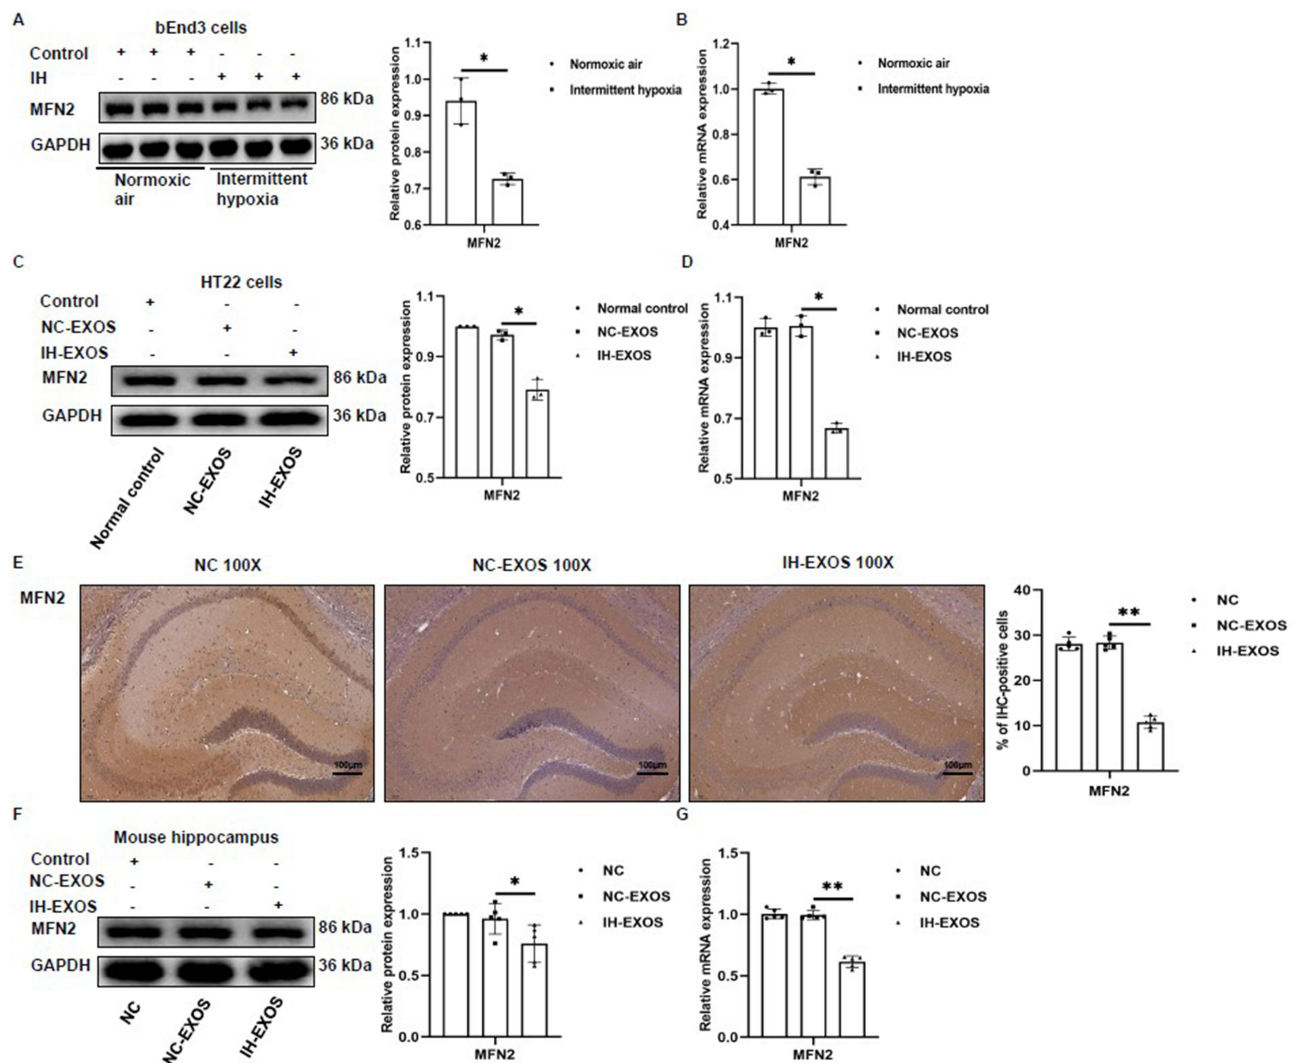 A
bEnd3 cells
Control + + + - - -
IH - - - + + +
MFN2 86 kDa
GAPDH 36 kDa
Normoxic air
Intermittent hypoxia
Relative protein expression
1.1
1.0
0.9
0.8
0.7
0.6
*
MFN2
Normoxic air
Intermittent hypoxia
B
Relative mRNA expression
1.2
1.0
0.8
0.6
0.4
*
MFN2
Normoxic air
Intermittent hypoxia
C
HT22 cells
Control + - -
NC-EXOS - + -
IH-EXOS - - +
MFN2 86 kDa
GAPDH 36 kDa
Normal control
NC-EXOS
IH-EXOS
Relative protein expression
1.1
0.9
0.7
0.5
*
MFN2
Normal control
NC-EXOS
IH-EXOS
D
Relative mRNA expression
1.1
0.9
0.7
0.5
*
MFN2
Normal control
NC-EXOS
IH-EXOS
E
NC 100X
NC-EXOS 100X
IH-EXOS 100X
MFN2
100μm
100μm
100μm
% of IHC-positive cells
40
30
20
10
0
**
MFN2
NC
NC-EXOS
IH-EXOS
F
Mouse hippocampus
Control + - -
NC-EXOS - + -
IH-EXOS - - +
MFN2 86 kDa
GAPDH 36 kDa
NC
NC-EXOS
IH-EXOS
Relative protein expression
1.5
1.0
0.5
0.0
*
MFN2
NC
NC-EXOS
IH-EXOS
G
Relative mRNA expression
1.5
1.0
0.5
0.0
**
MFN2
NC
NC-EXOS
IH-EXOS